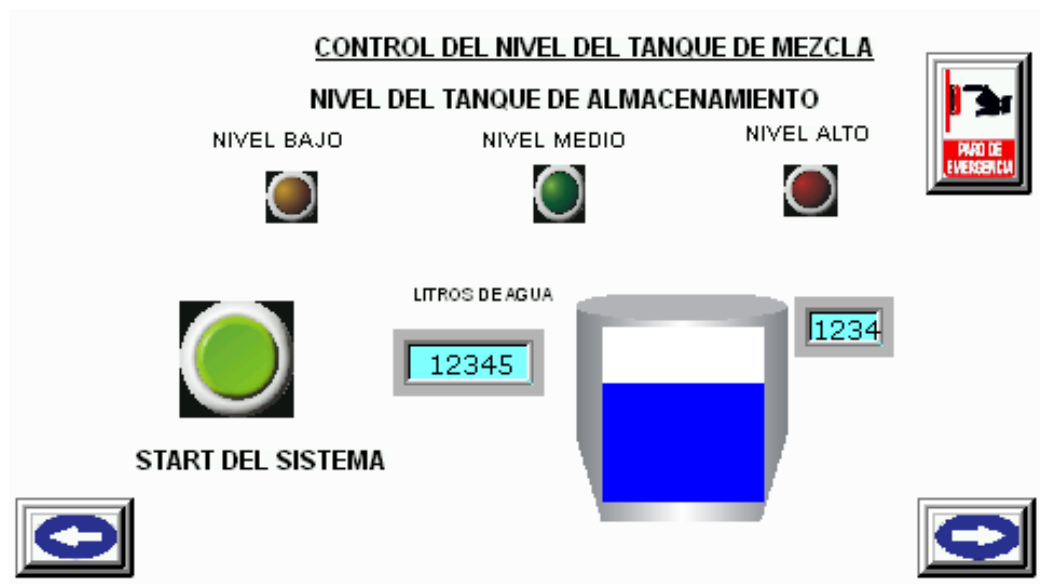 CONTROL DEL NIVEL DEL TANQUE DE MEZCLA
NIVEL DEL TANQUE DE ALMACENAMIENTO
NIVEL BAJO
NIVEL MEDIO
NIVEL ALTO
PARO DE
EMERGENCIA
LITROS DE AGUA
12345
1234
START DEL SISTEMA